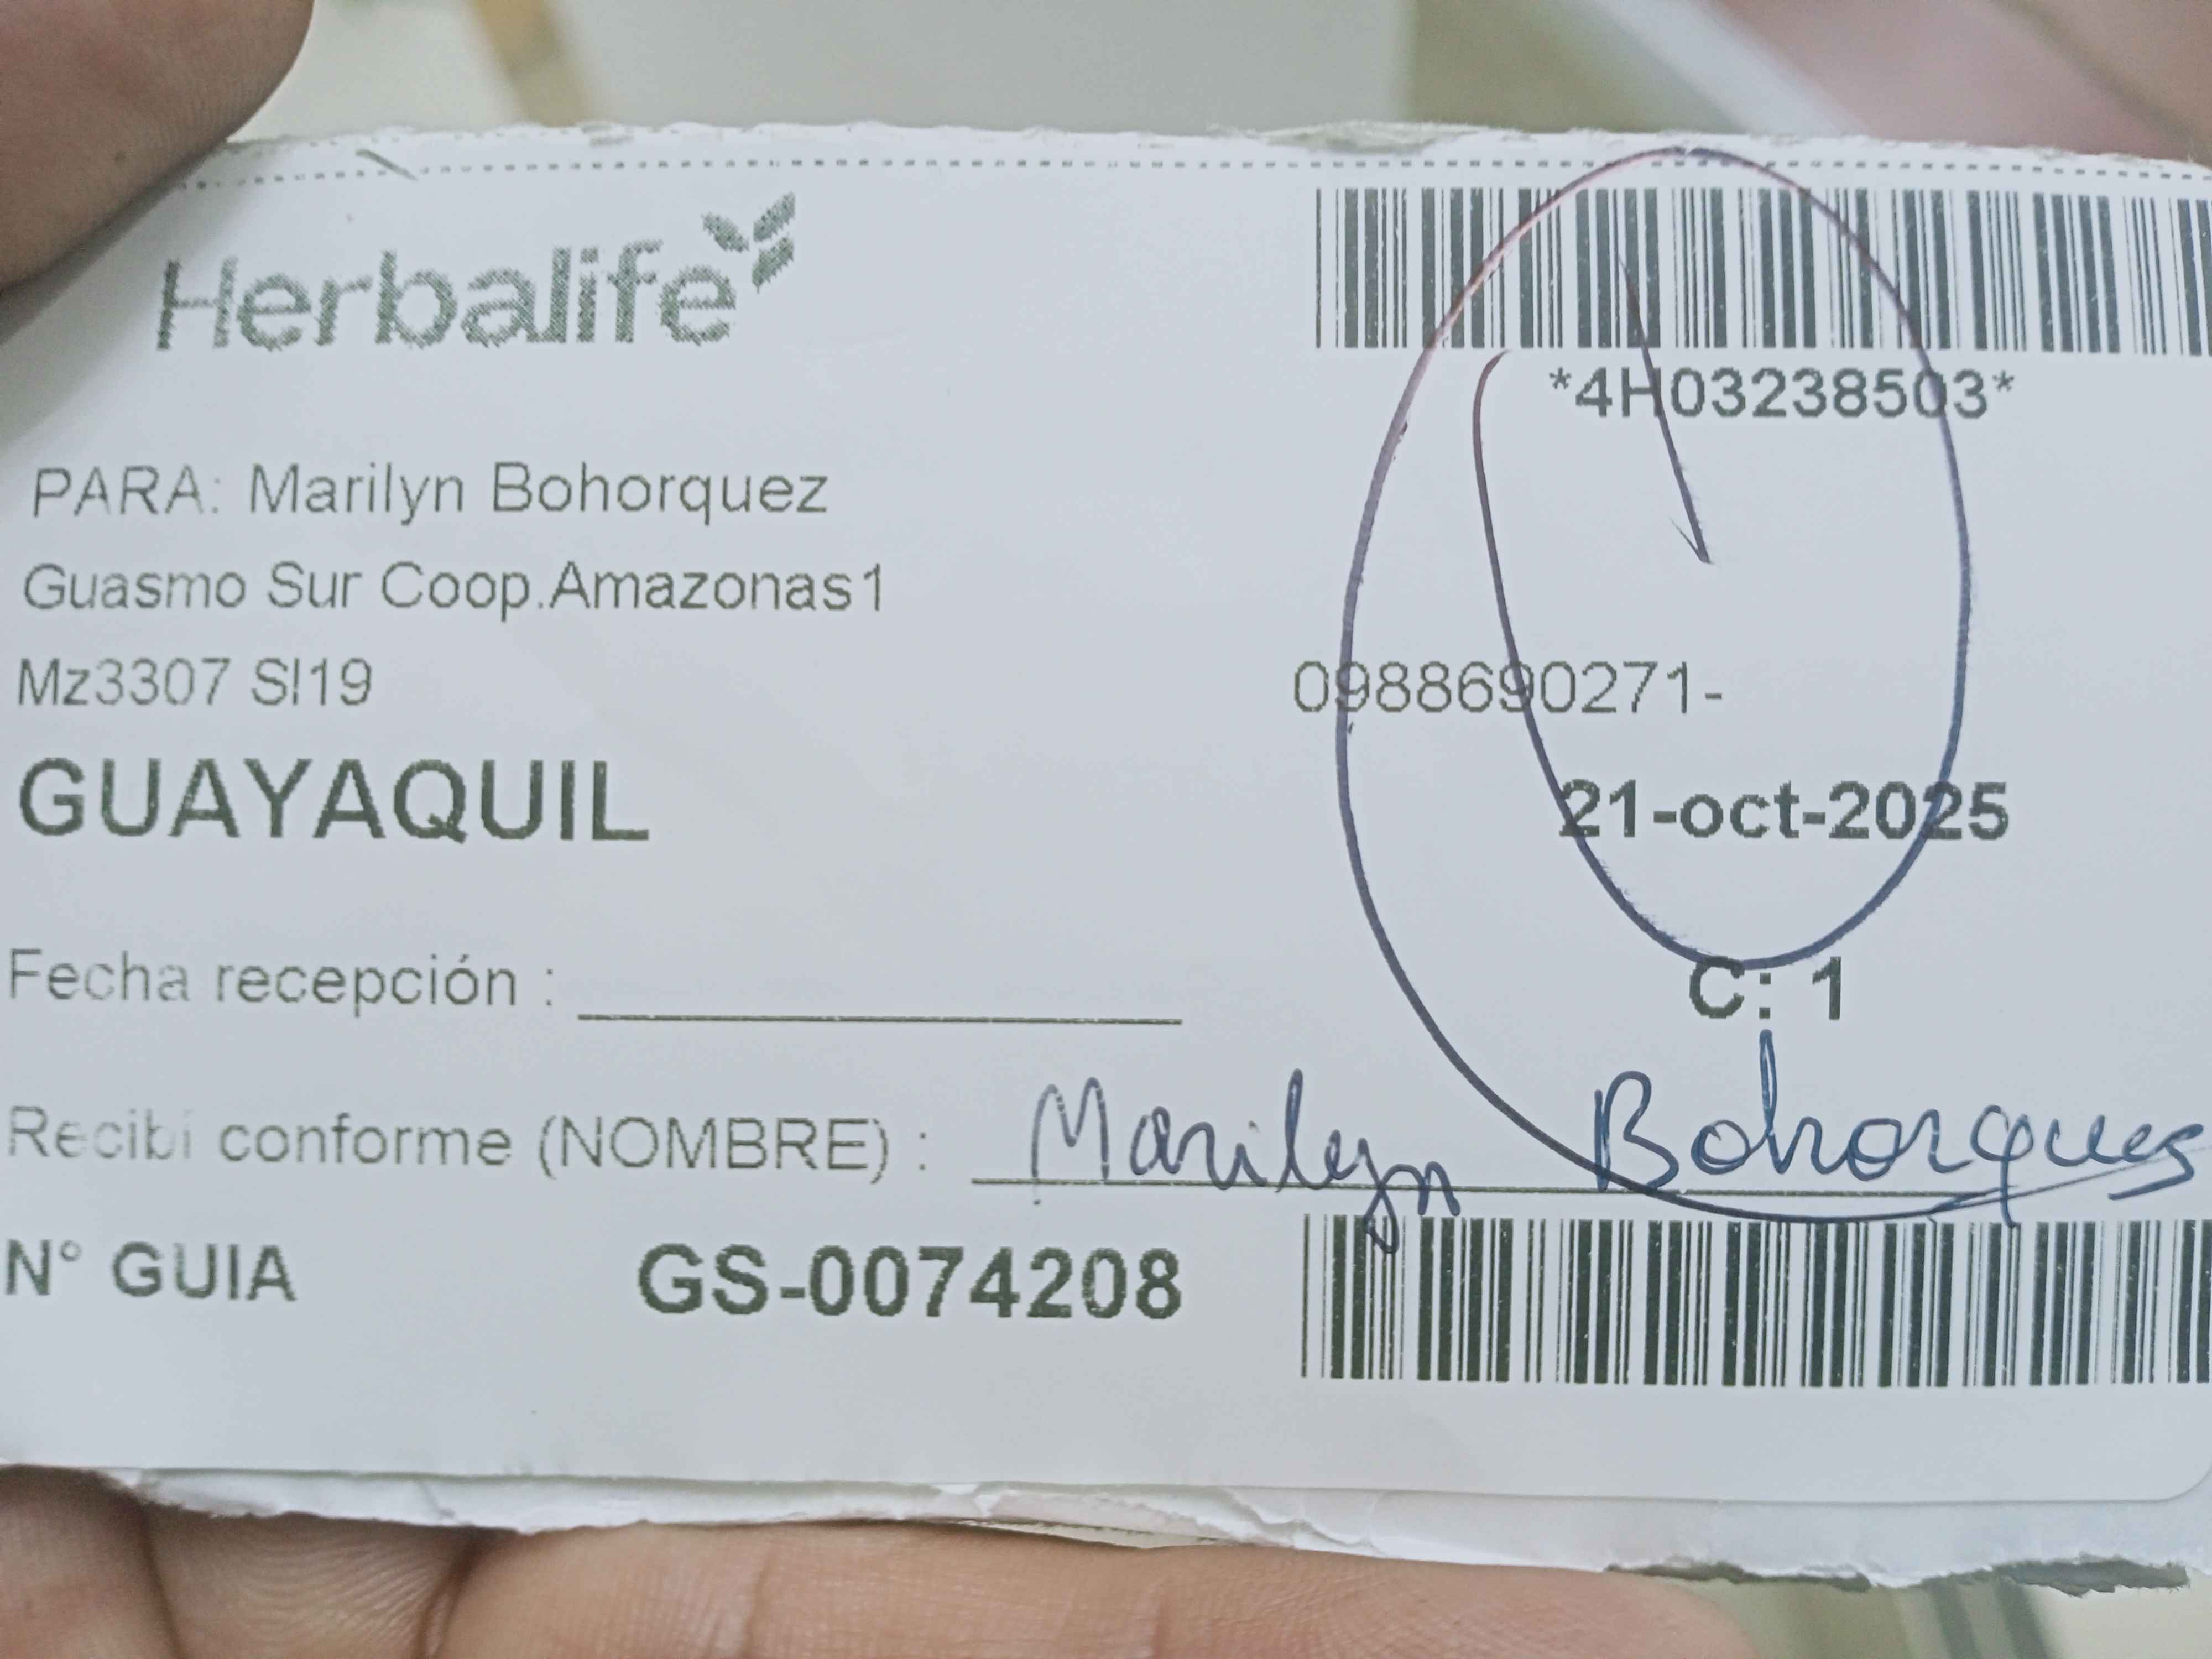 Herbalife
*4H03238503*
PARA: Marilyn Bohorquez
Guasmo Sur Coop.Amazonas1
Mz3307 Sl19
0988690271-
GUAYAQUIL
21-oct-2025
Fecha recepción :
C: 1
Recibí conforme (NOMBRE) : Marilyn Bohorques
N° GUIA GS-0074208